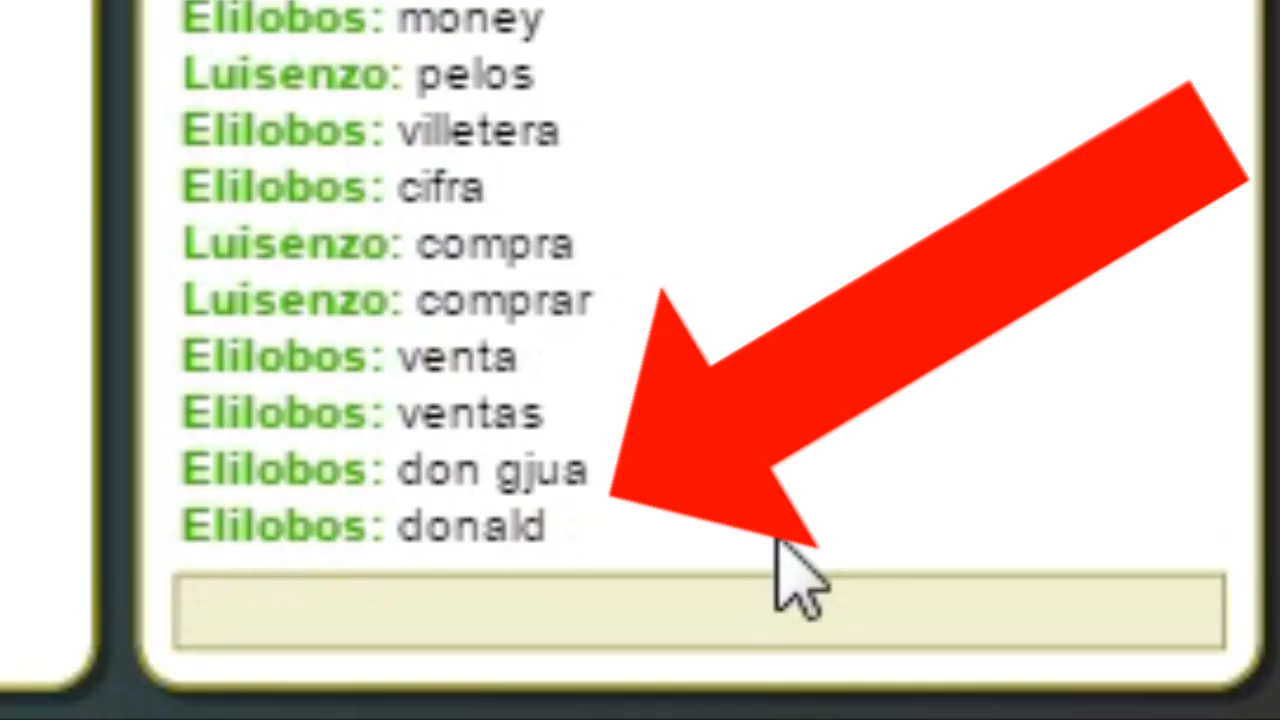 Elilobos: money
Luisenzo: pelos
Elilobos: villetera
Elilobos: cifra
Luisenzo: compra
Luisenzo: comprar
Elilobos: venta
Elilobos: ventas
Elilobos: don gjua
Elilobos: donald